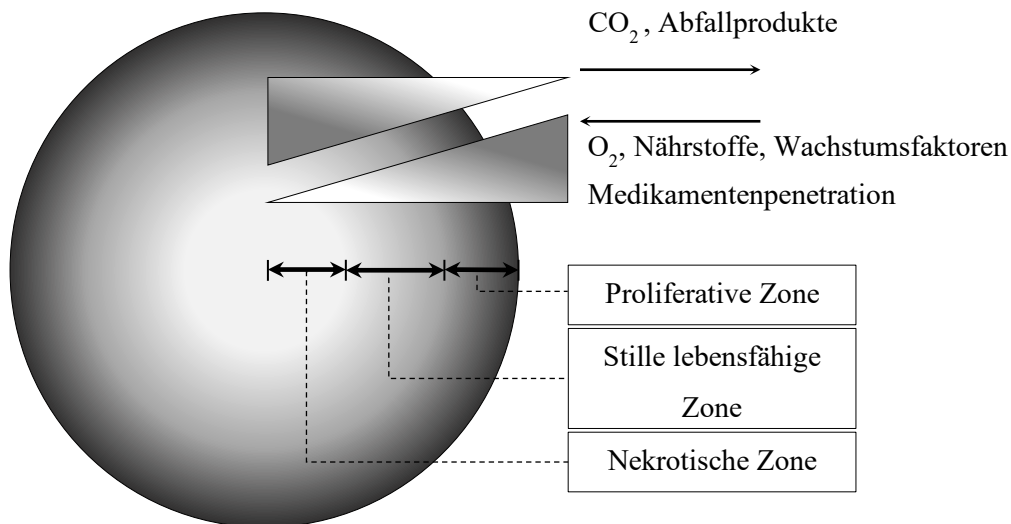 CO₂, Abfallprodukte
O₂, Nährstoffe, Wachstumsfaktoren
Medikamentenpenetration
Proliferative Zone
Stille lebensfähige
Zone
Nekrotische Zone